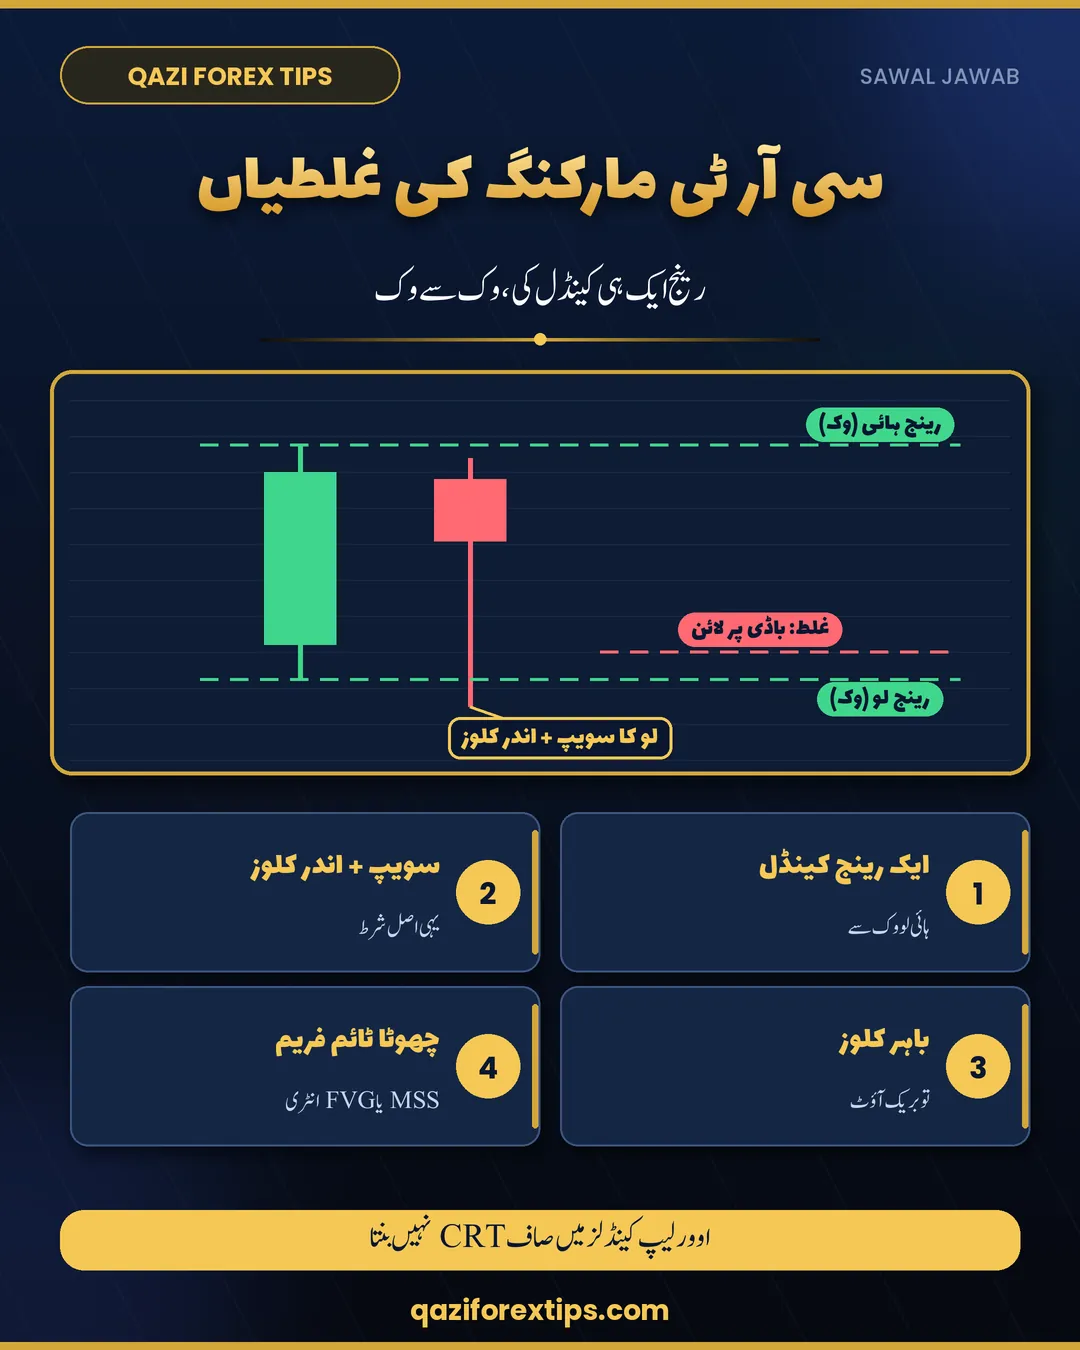 QAZI FOREX TIPS
SAWAL JAWAB
سی آر ٹی مارکنگ کی غلطیاں
رینج ایک ہی کینڈل کی، وک سے وک
رینج ہائی (وک)
غلط: باڈی پر لائن
رینج لو (وک)
لو کا سویپ + اندر کلوز
1
ایک رینج کینڈل
ہائی لو وک سے
2
سویپ + اندر کلوز
یہی اصل شرط
3
باہر کلوز
تو بریک آؤٹ
4
چھوٹا ٹائم فریم
MSS یا FVG انٹری
اوورلیپ کینڈلز میں صاف CRT نہیں بنتا
qaziforextips.com